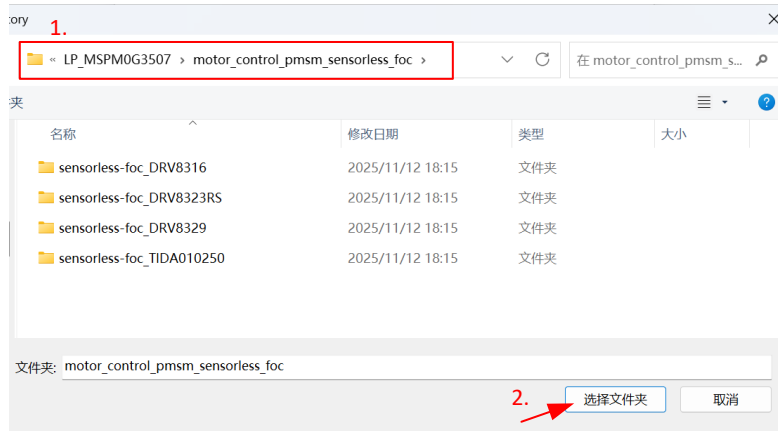 ory
1.
« LP_MSPM0G3507 › motor_control_pmsm_sensorless_foc ›
在 motor_control_pmsm_s...
夹
名称 修改日期 类型 大小
sensorless-foc_DRV8316 2025/11/12 18:15 文件夹
sensorless-foc_DRV8323RS 2025/11/12 18:15 文件夹
sensorless-foc_DRV8329 2025/11/12 18:15 文件夹
sensorless-foc_TIDA010250 2025/11/12 18:15 文件夹
文件夹: motor_control_pmsm_sensorless_foc
2. 选择文件夹 取消